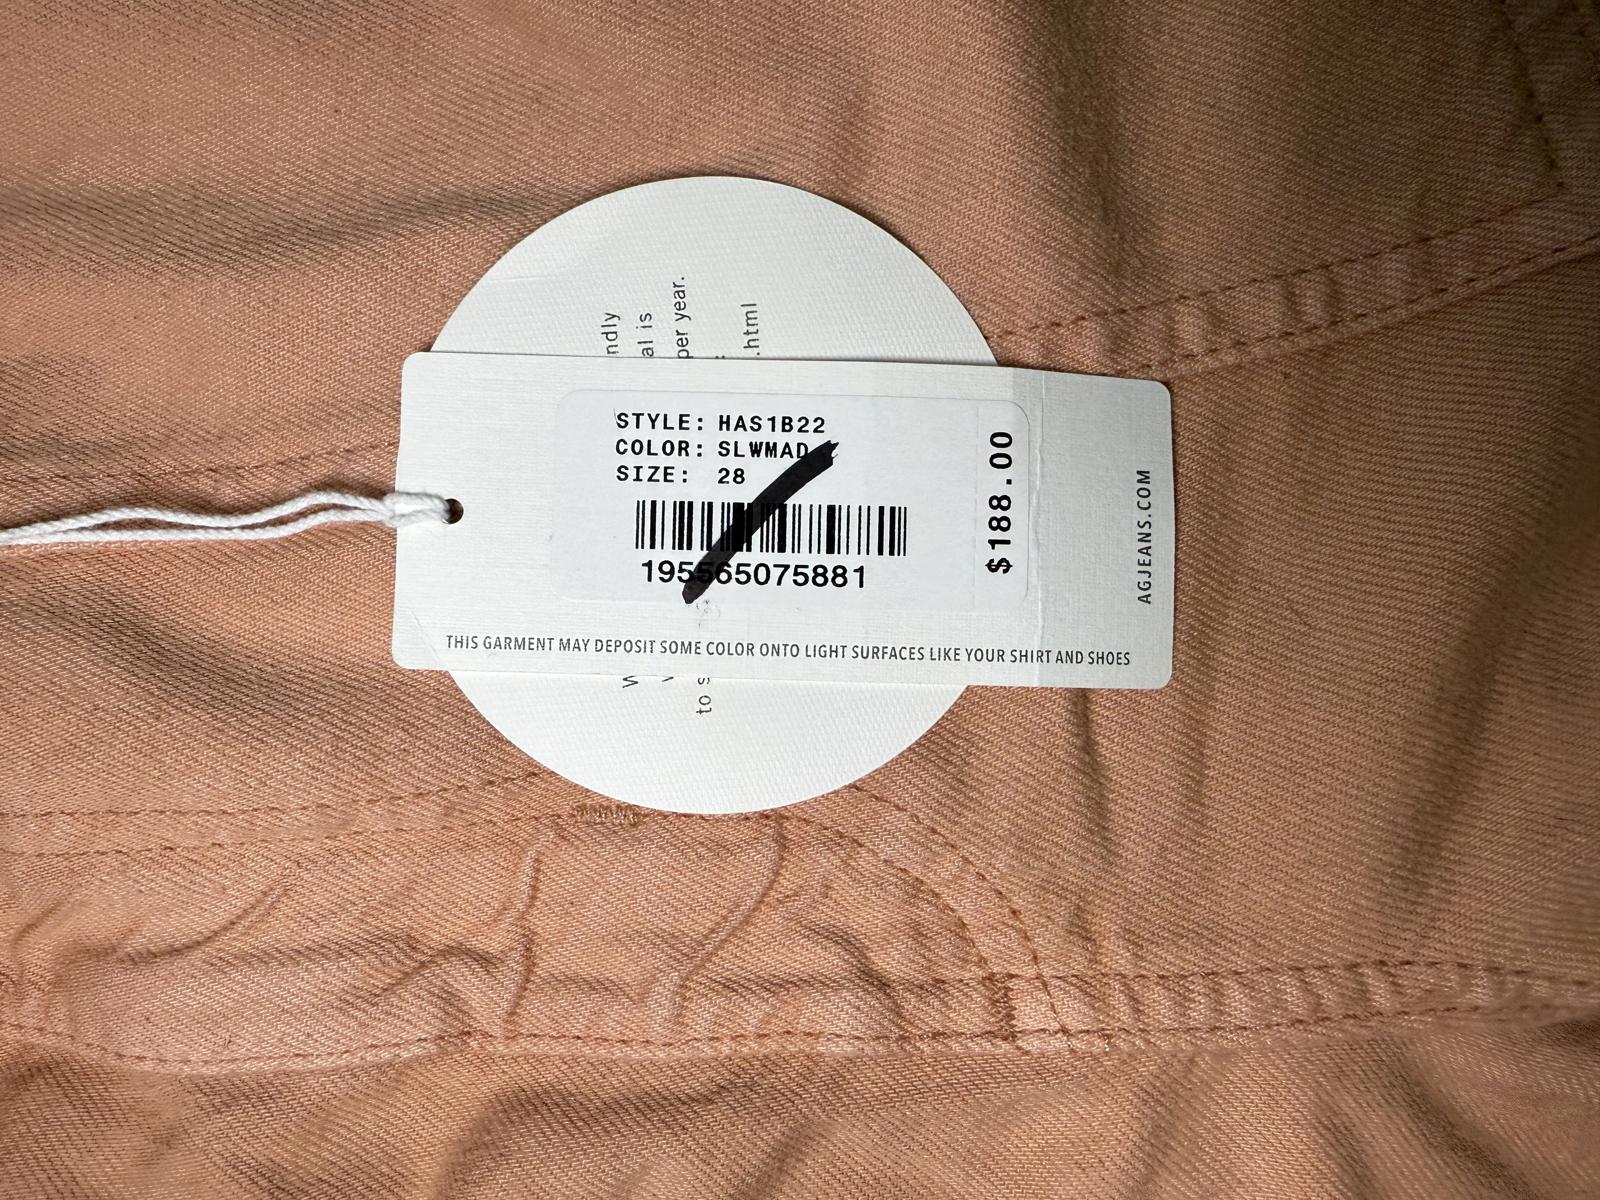 ndly
al is
per year.
.html
STYLE: HAS1B22
COLOR: SLWMAD
SIZE: 28
195565075881
$188.00
AGJEANS.COM
THIS GARMENT MAY DEPOSIT SOME COLOR ONTO LIGHT SURFACES LIKE YOUR SHIRT AND SHOES
to s